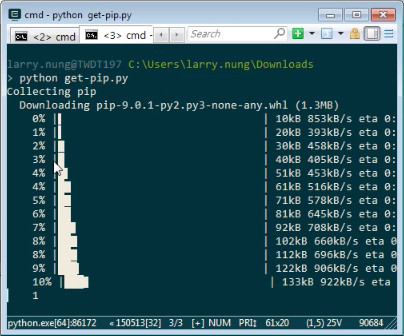 cmd - python get-pip.py
<2> cmd <3> cmd - Search
larry.nung@TWDT197 C:\Users\larry.nung\Downloads
> python get-pip.py
Collecting pip
Downloading pip-9.0.1-py2.py3-none-any.whl (1.3MB)
0% | | 10kB 853kB/s eta 0:
1% | | 20kB 393kB/s eta 0:
2% | | 30kB 458kB/s eta 0:
3% | | 40kB 405kB/s eta 0:
4% | | 51kB 453kB/s eta 0:
4% | | 61kB 516kB/s eta 0:
5% | | 71kB 578kB/s eta 0:
6% | | 81kB 645kB/s eta 0:
7% | | 92kB 708kB/s eta 0:
8% | | 102kB 660kB/s eta 0:
8% | | 112kB 696kB/s eta 0:
9% | | 122kB 906kB/s eta 0:
10% | | 133kB 922kB/s eta 0:
1
python.exe[64]:86172 «150513[32] 3/3 [+] NUM PRI‡ 61x20 (1,5) 25V 90684